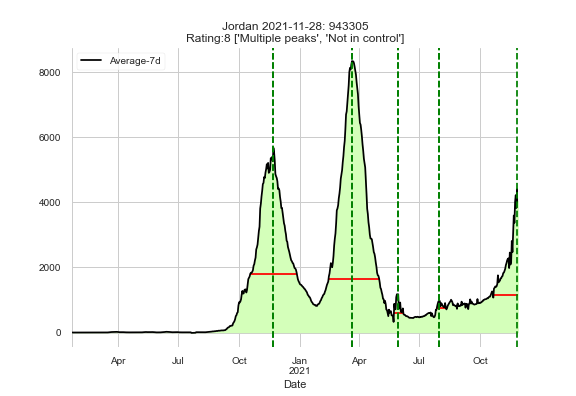 Jordan 2021-11-28: 943305
Rating:8 ['Multiple peaks', 'Not in control']
Average-7d
8000
6000
4000
2000
0
Apr Jul Oct Jan Apr Jul Oct
2021
Date